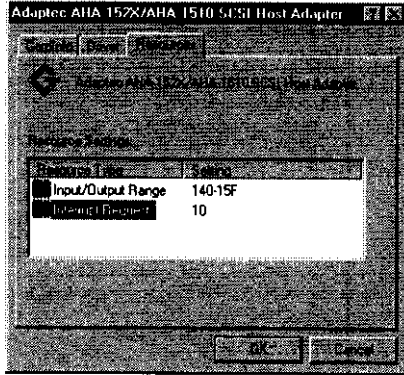 Adaptec AHA 152X/AHA 1510 SCSI Host Adapter
Driver Resources
Adaptec AHA 152X/AHA 1510 SCSI Host Adapter
Resource Settings
Resource Type Setting
Input/Output Range 140-15F
Interrupt Request 10
OK Cancel